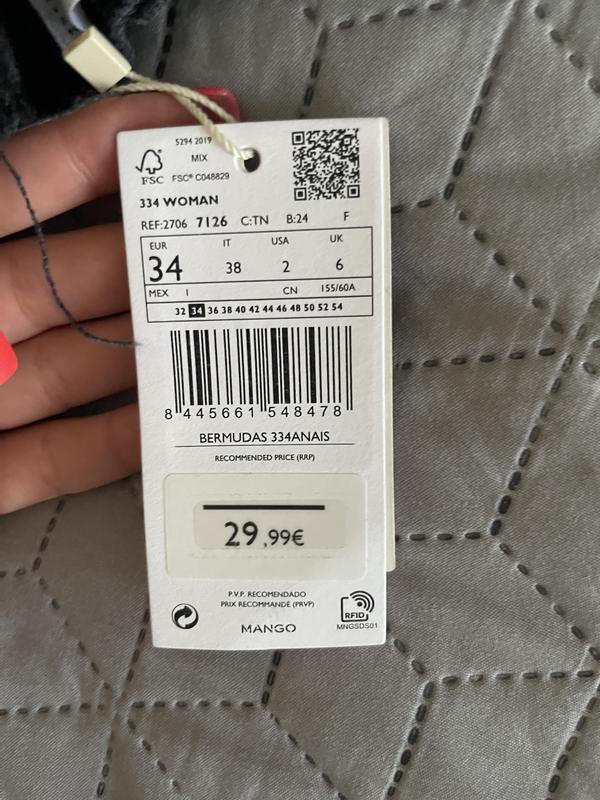 5294 2019
MIX
FSC
FSC® C048829
334 WOMAN
REF:2706 7126 C:TN B:24 F
EUR IT USA UK
34 38 2 6
MEX I CN 155/60A
32 34 36 38 40 42 44 46 48 50 52 54
8 445661 548478
BERMUDAS 334ANAIS
RECOMMENDED PRICE (RRP)
29,99€
P.V.P. RECOMENDADO
PRIX RECOMMANDÉ (PRVP)
MANGO
RFID
MNGSDS01